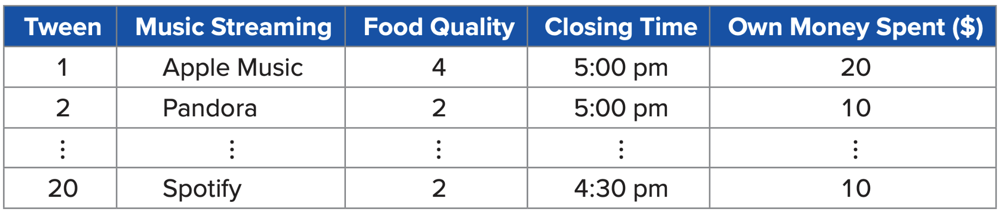 Tween Music Streaming Food Quality Closing Time Own Money Spent ($)
1 Apple Music 4 5:00 pm 20
2 Pandora 2 5:00 pm 10
⋮ ⋮ ⋮ ⋮ ⋮
20 Spotify 2 4:30 pm 10